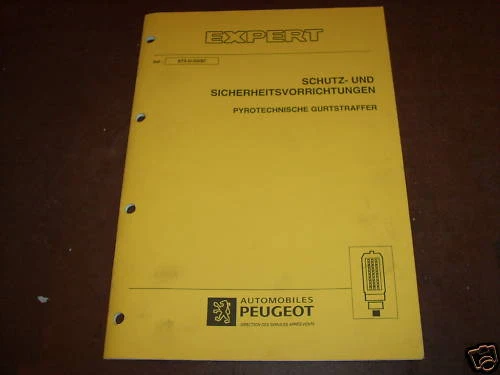 EXPERT
SCHUTZ- UND
SICHERHEITSVORRICHTUNGEN
PYROTECHNISCHE GURTSTRAFFER
AUTOMOBILES
PEUGEOT
DIRECTION DES SERVICES APRES-VENTE